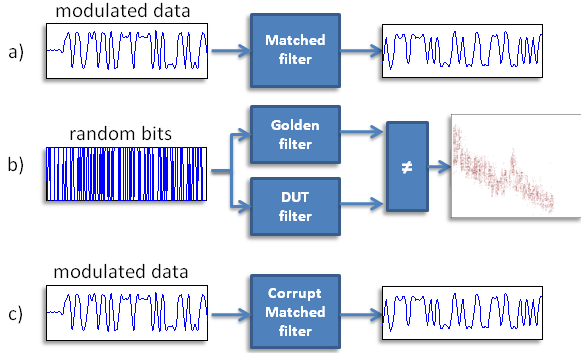 modulated data
a)
Matched
filter
random bits
b)
Golden
filter
DUT
filter
≠
modulated data
c)
Corrupt
Matched
filter